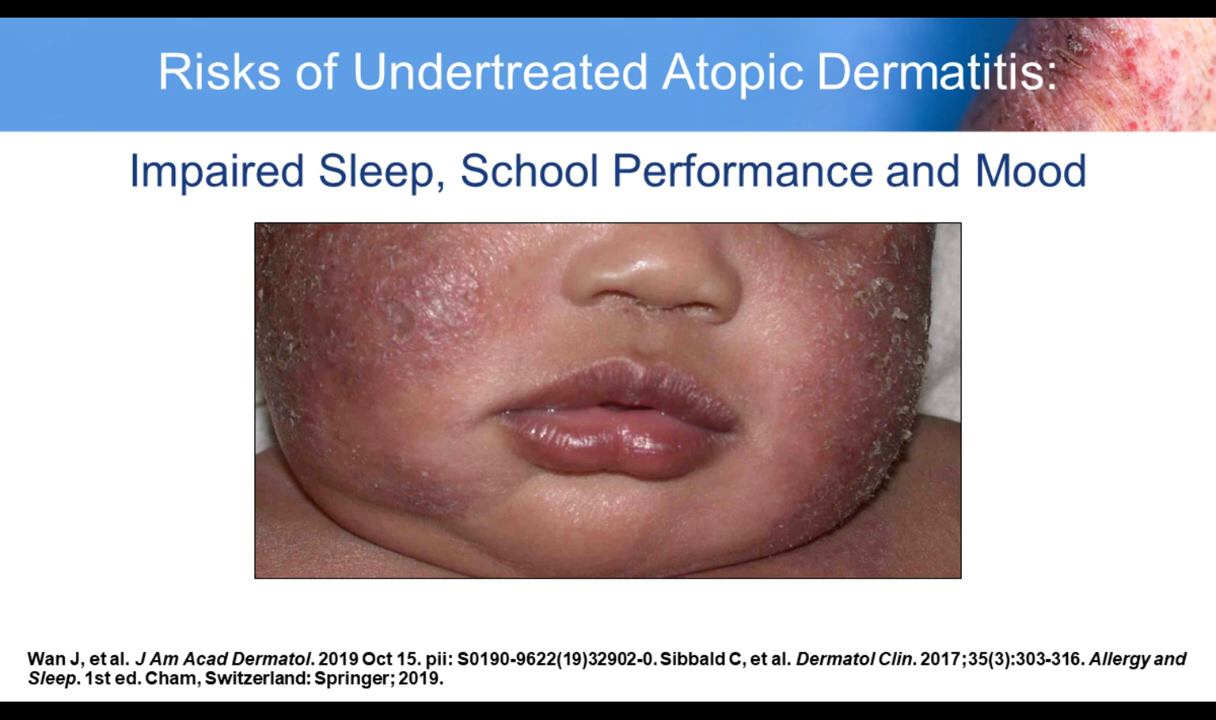 Risks of Undertreated Atopic Dermatitis:
Impaired Sleep, School Performance and Mood
Wan J, et al. J Am Acad Dermatol. 2019 Oct 15. pii: S0190-9622(19)32902-0. Sibbald C, et al. Dermatol Clin. 2017;35(3):303-316. Allergy and
Sleep. 1st ed. Cham, Switzerland: Springer; 2019.